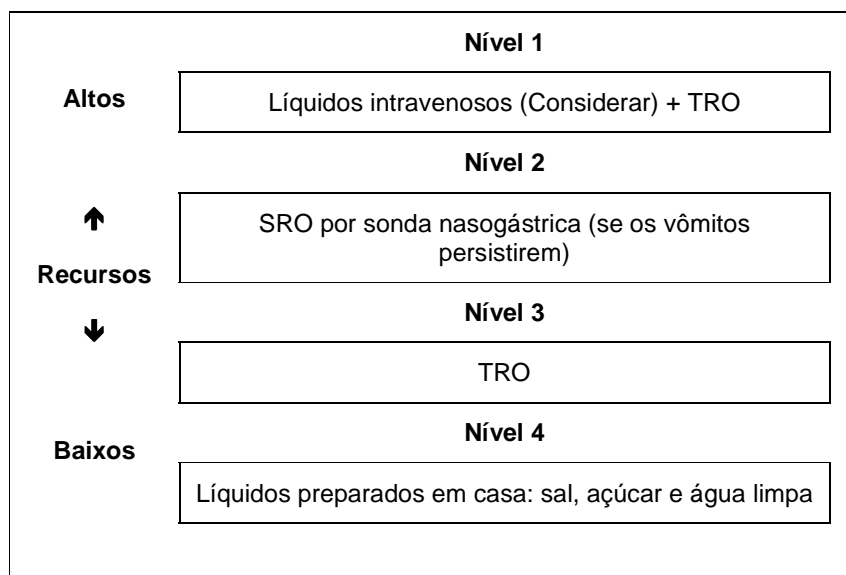 Nível 1
Altos
Líquidos intravenosos (Considerar) + TRO
Nível 2
SRO por sonda nasogástrica (se os vômitos
persistirem)
Recursos
Nível 3
TRO
Nível 4
Baixos
Líquidos preparados em casa: sal, açúcar e água limpa